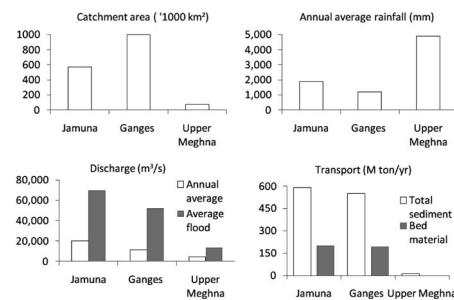 Catchment area ( '1000 km²)
1000
800
600
400
200
0
Jamuna
Ganges
Upper
Meghna
Annual average rainfall (mm)
5,000
4,000
3,000
2,000
1,000
0
Jamuna
Ganges
Upper
Meghna
Discharge (m³/s)
80,000
60,000
40,000
20,000
0
Annual
average
Average
flood
Jamuna
Ganges
Upper
Meghna
Transport (M ton/yr)
600
450
300
150
0
Total
sediment
Bed
material
Jamuna
Ganges
Upper Meghna